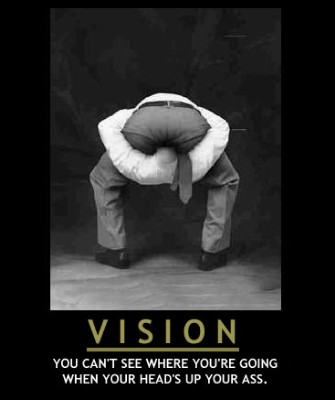 VISION
YOU CAN'T SEE WHERE YOU'RE GOING
WHEN YOUR HEAD'S UP YOUR ASS.